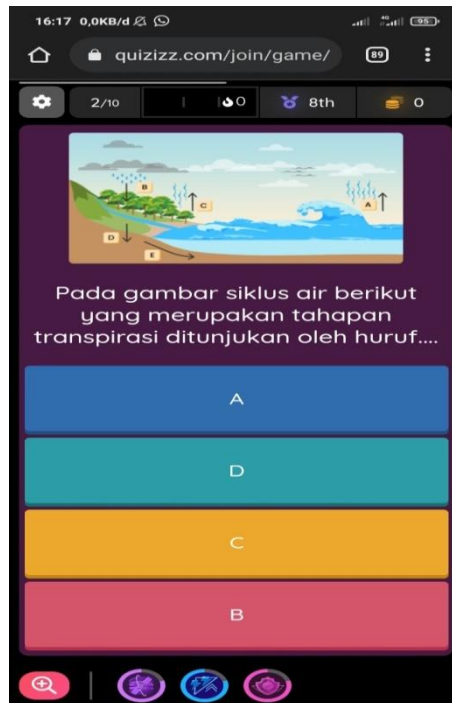 16:17 0,0KB/d
4G
95
quizizz.com/join/game/
89
2/10
0
8th
0
B
C
A
D
E
Pada gambar siklus air berikut
yang merupakan tahapan
transpirasi ditunjukan oleh huruf....
A
D
C
B